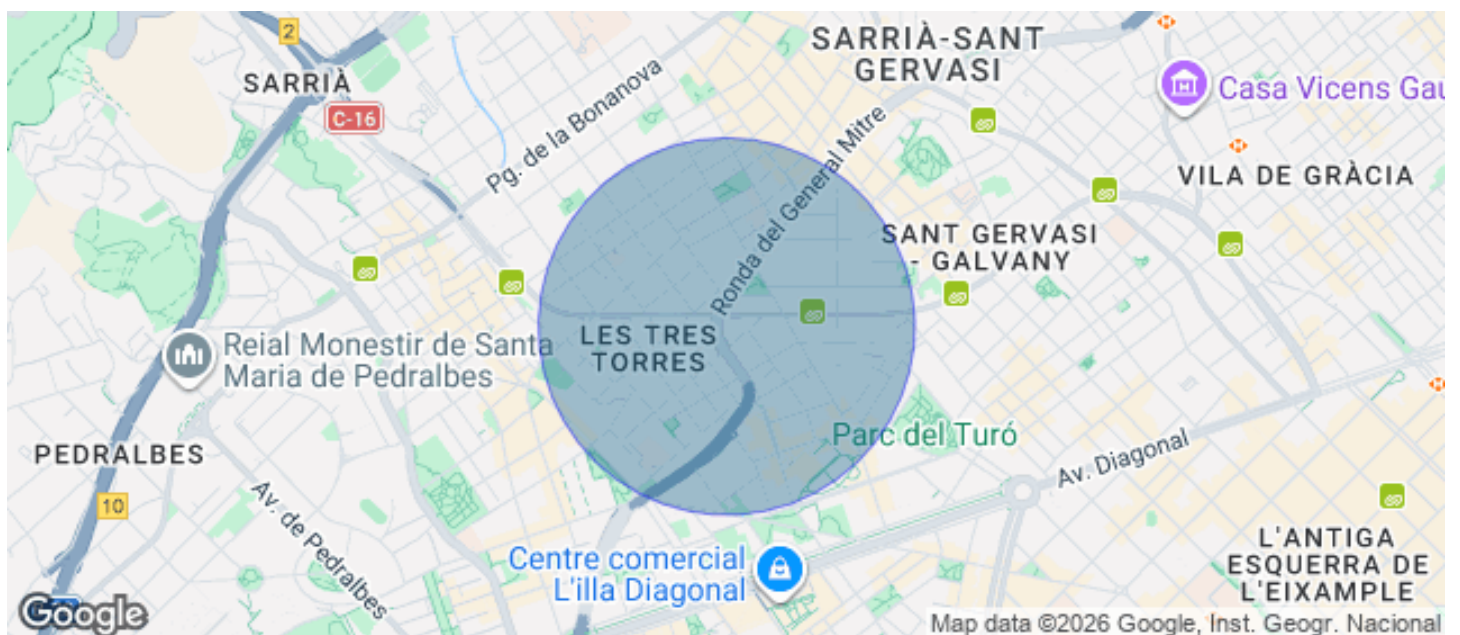 2
SARRIÀ-SANT
GERVASI
SARRIÀ
Casa Vicens Gau
C-16
Pg. de la Bonanova
Ronda del General Mitre
VILA DE GRÀCIA
SANT GERVASI
- GALVANY
LES TRES
TORRES
Reial Monestir de Santa
Maria de Pedralbes
Parc del Turó
PEDRALBES
Av. Diagonal
10
Av. de Pedralbes
L'ANTIGA
ESQUERRA DE
L'EIXAMPLE
Centre comercial
L'illa Diagonal
Google
Map data ©2026 Google, Inst. Geogr. Nacional